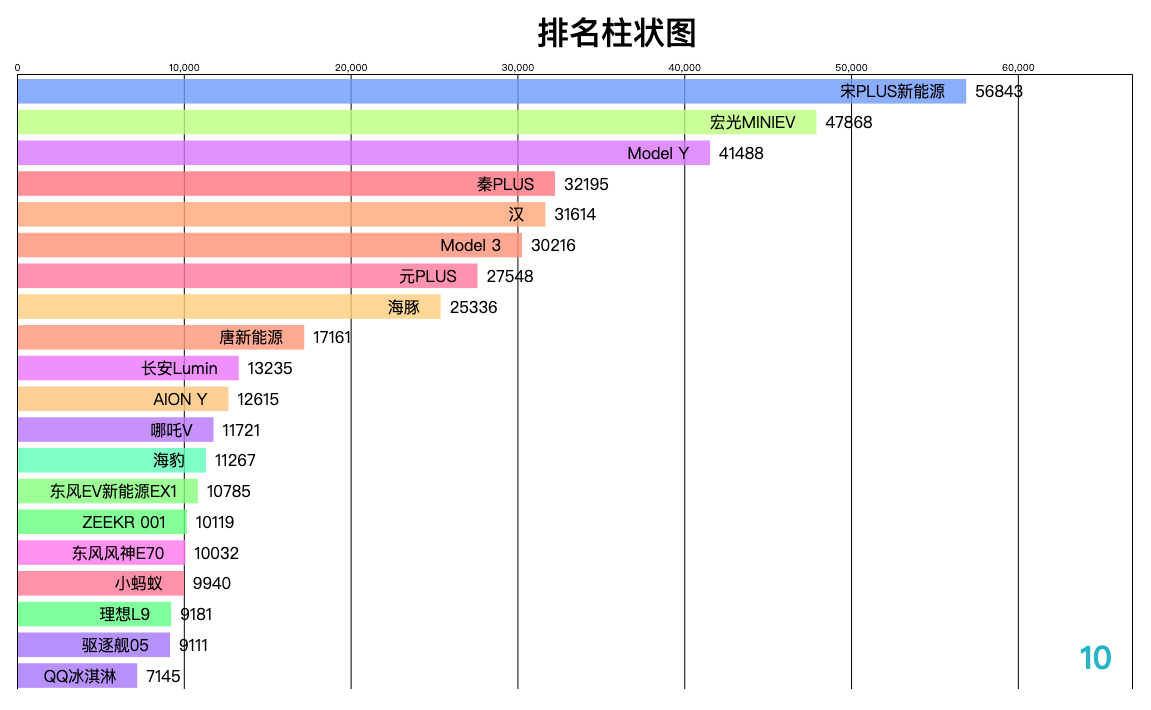 排名柱状图
0 10,000 20,000 30,000 40,000 50,000 60,000
宋PLUS新能源 56843
宏光MINIEV 47868
Model Y 41488
秦PLUS 32195
汉 31614
Model 3 30216
元PLUS 27548
海豚 25336
唐新能源 17161
长安Lumin 13235
AION Y 12615
哪吒V 11721
海豹 11267
东风EV新能源EX1 10785
ZEEKR 001 10119
东风风神E70 10032
小蚂蚁 9940
理想L9 9181
驱逐舰05 9111
QQ冰淇淋 7145
10